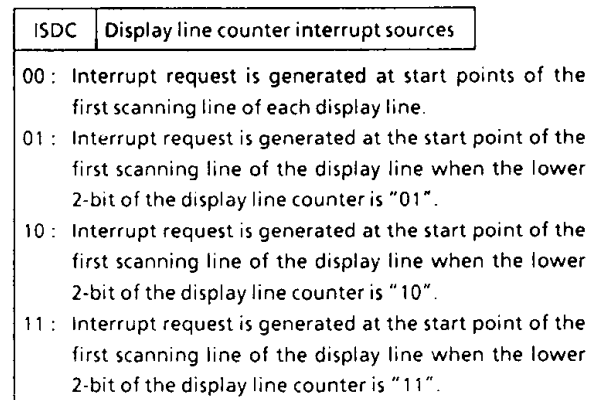 ISDC Display line counter interrupt sources
00 : Interrupt request is generated at start points of the
first scanning line of each display line.
01 : Interrupt request is generated at the start point of the
first scanning line of the display line when the lower
2-bit of the display line counter is "01".
10 : Interrupt request is generated at the start point of the
first scanning line of the display line when the lower
2-bit of the display line counter is "10".
11 : Interrupt request is generated at the start point of the
first scanning line of the display line when the lower
2-bit of the display line counter is "11".